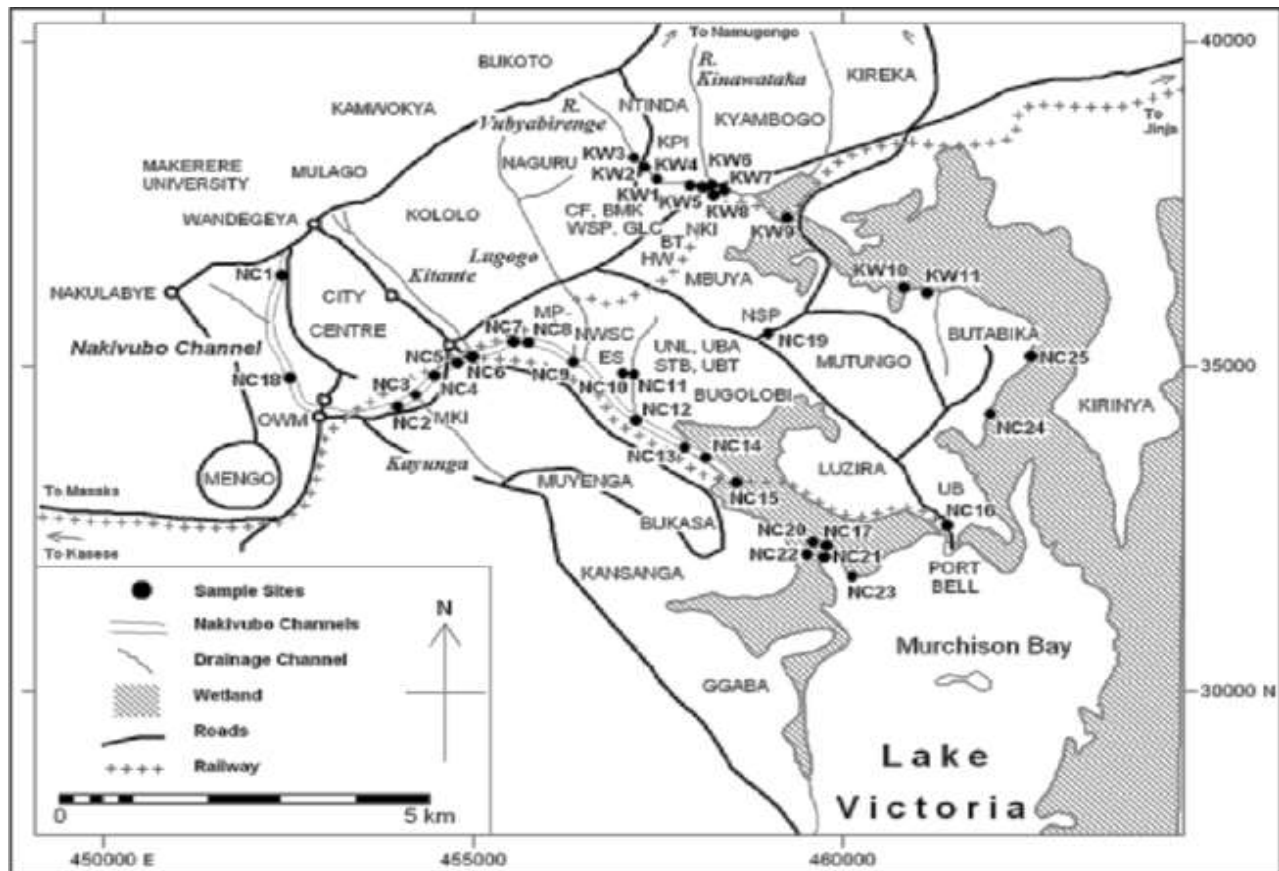 To Namugongo
40000
BUKOTO
R.
Kinawataka
KIREKA
KAMWOKYA
R.
Vubyabirenge
NTINDA
KYAMBOGO
To
Jinja
MAKERERE
UNIVERSITY
MULAGO
NAGURU
KPI
KW3
KW2
KW4
KW6
KW7
KW1
KW5
KW8
WANDEGEYA
KOLOLO
CF, BMK
WSP, GLC
NKI
BT
HW
KW9
NC1
Lugogo
Kitante
MBUYA
KW10
KW11
NAKULABYE
CITY
CENTRE
MP
NWSC
NSP
BUTABIKA
Nakivubo Channel
NC7
NC8
NC19
NC25
NC5
NC6
NC9
ES
UNL, UBA
STB, UBT
MUTUNGO
35000
NC18
NC3
NC4
NC10
NC11
BUGOLOBI
KIRINYA
OWM
NC2
MKI
NC12
NC24
Kayunga
NC13
NC14
LUZIRA
MENGO
MUYENGA
NC15
UB
NC16
To Masaka
BUKASA
NC20
NC17
To Kasese
NC22
NC21
PORT
BELL
KANSANGA
NC23
Sample Sites
N
Nakivubo Channels
Murchison Bay
Drainage Channel
GGABA
30000 N
Wetland
Roads
Lake
Victoria
Railway
0
5 km
450000 E
455000
460000